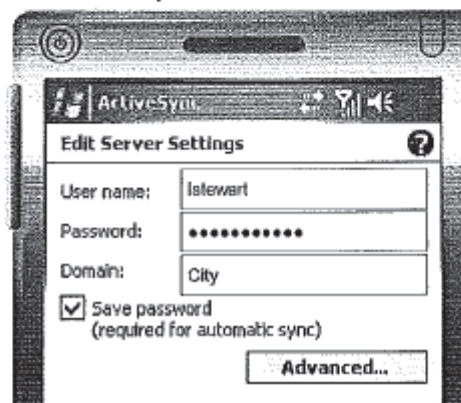 ActiveSync
Edit Server Settings ?
User name: lstewart
Password: ●●●●●●●●●●●
Domain: City
Save password
(required for automatic sync)
Advanced...